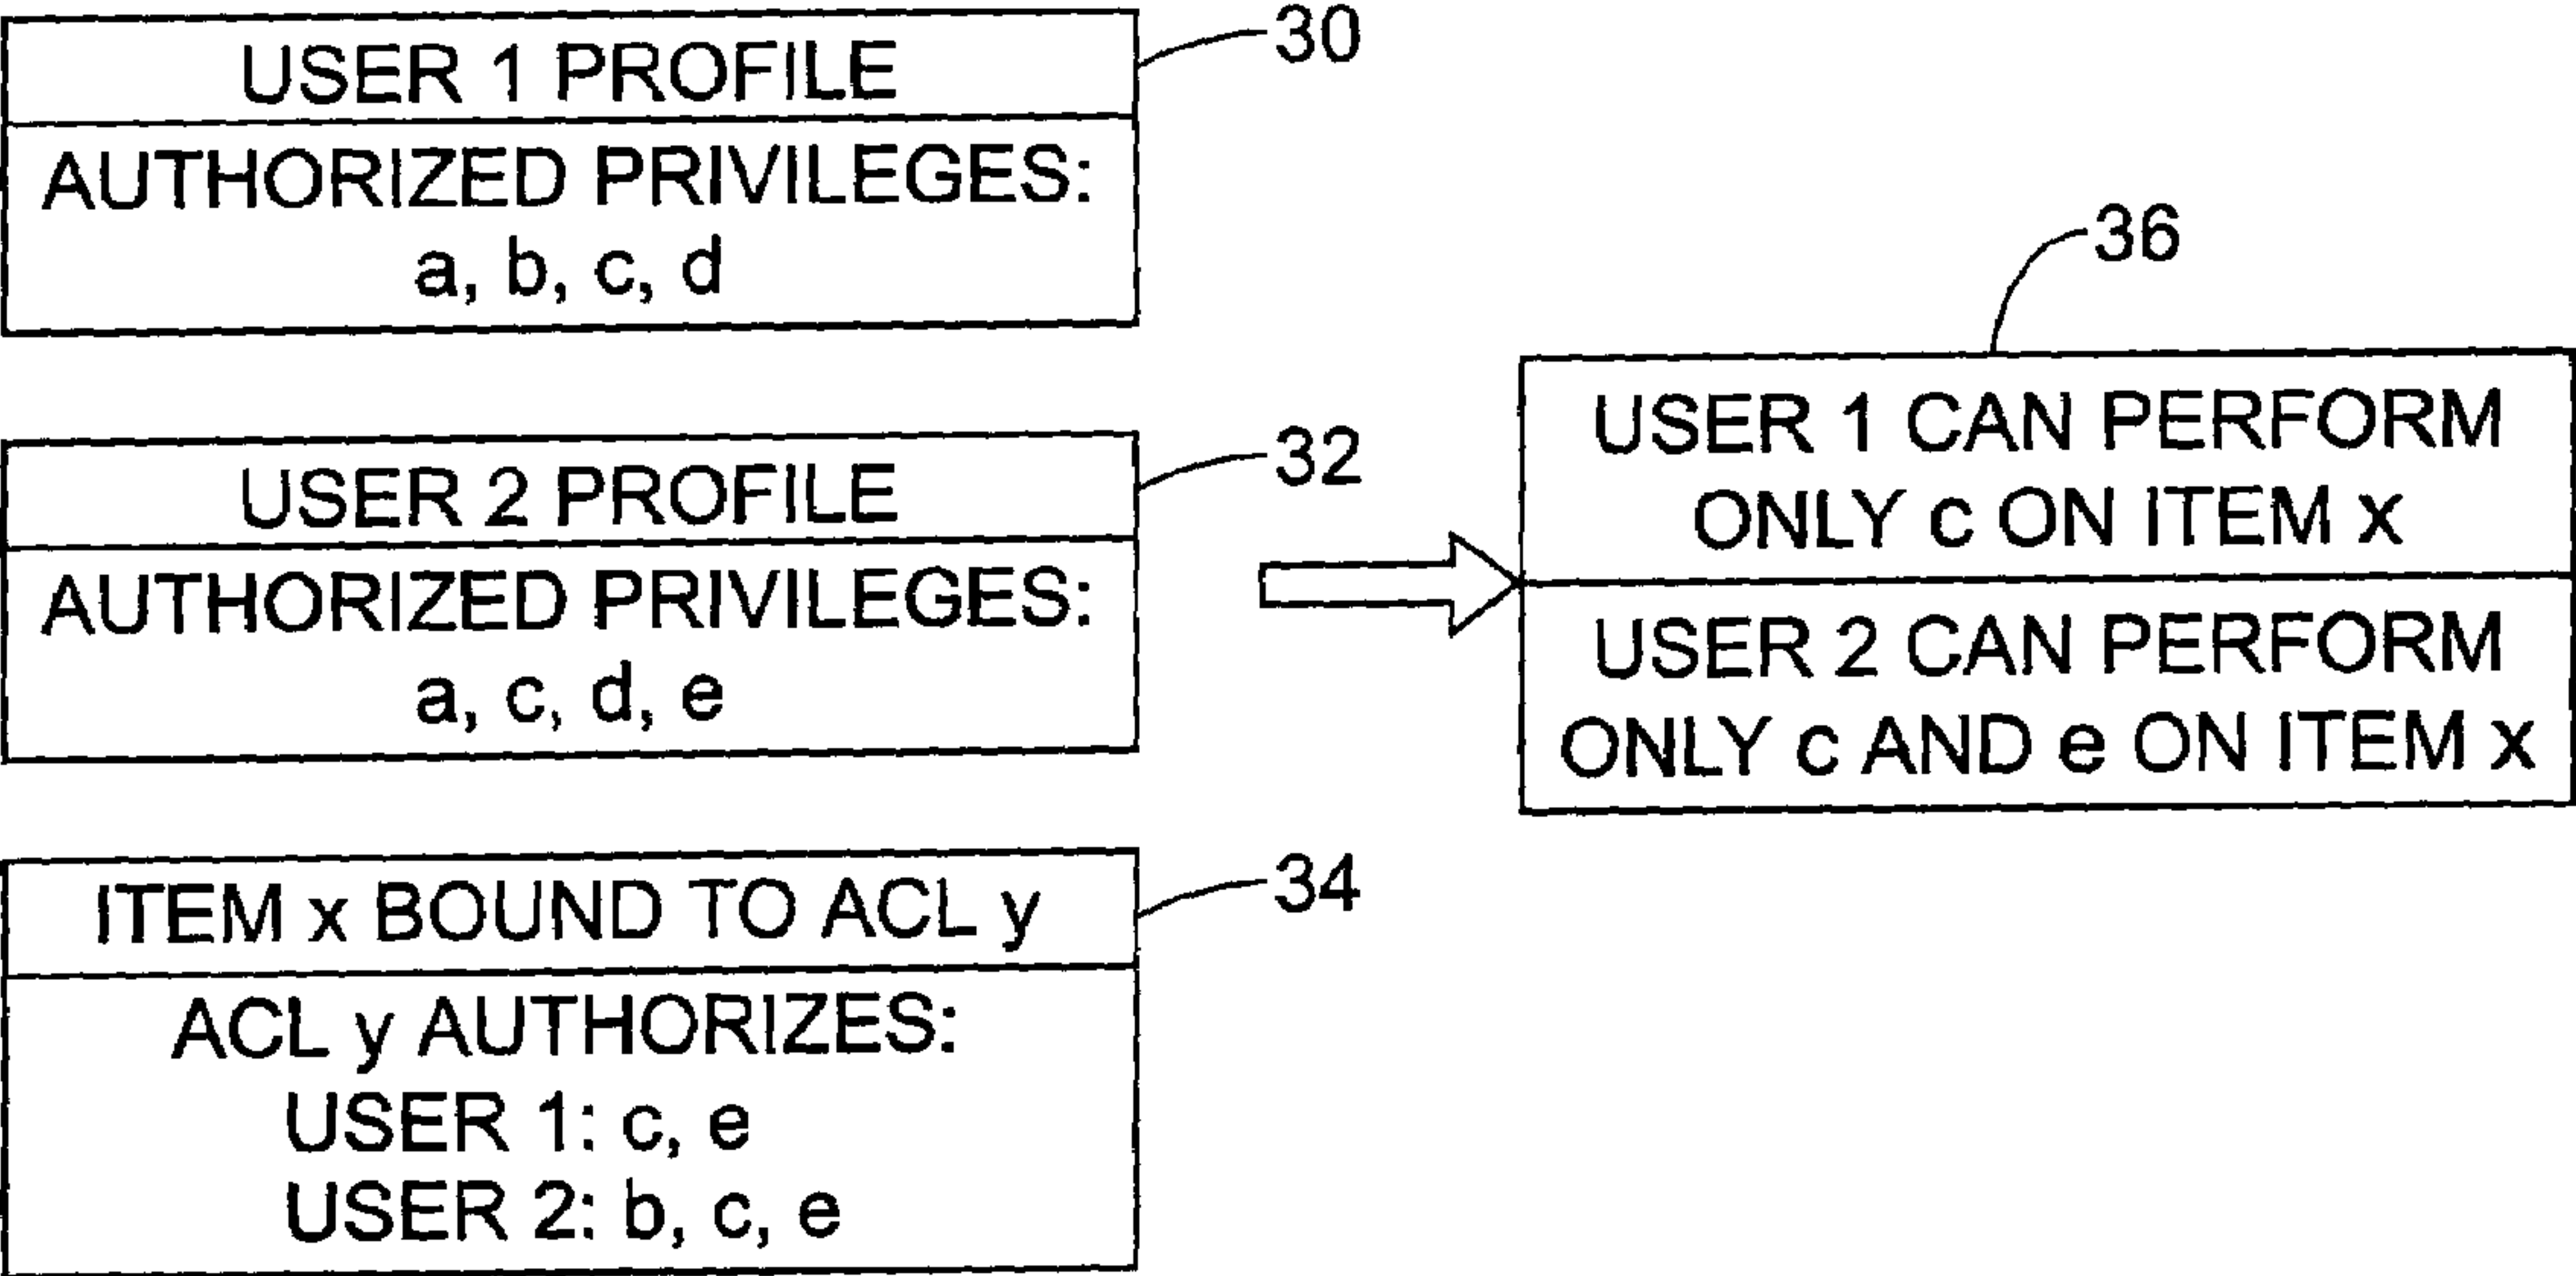 USER 1 PROFILE
30
AUTHORIZED PRIVILEGES:
a, b, c, d
USER 2 PROFILE
32
AUTHORIZED PRIVILEGES:
a, c, d, e
ITEM x BOUND TO ACL y
34
ACL y AUTHORIZES:
USER 1: c, e
USER 2: b, c, e
36
USER 1 CAN PERFORM
ONLY c ON ITEM x
USER 2 CAN PERFORM
ONLY c AND e ON ITEM x